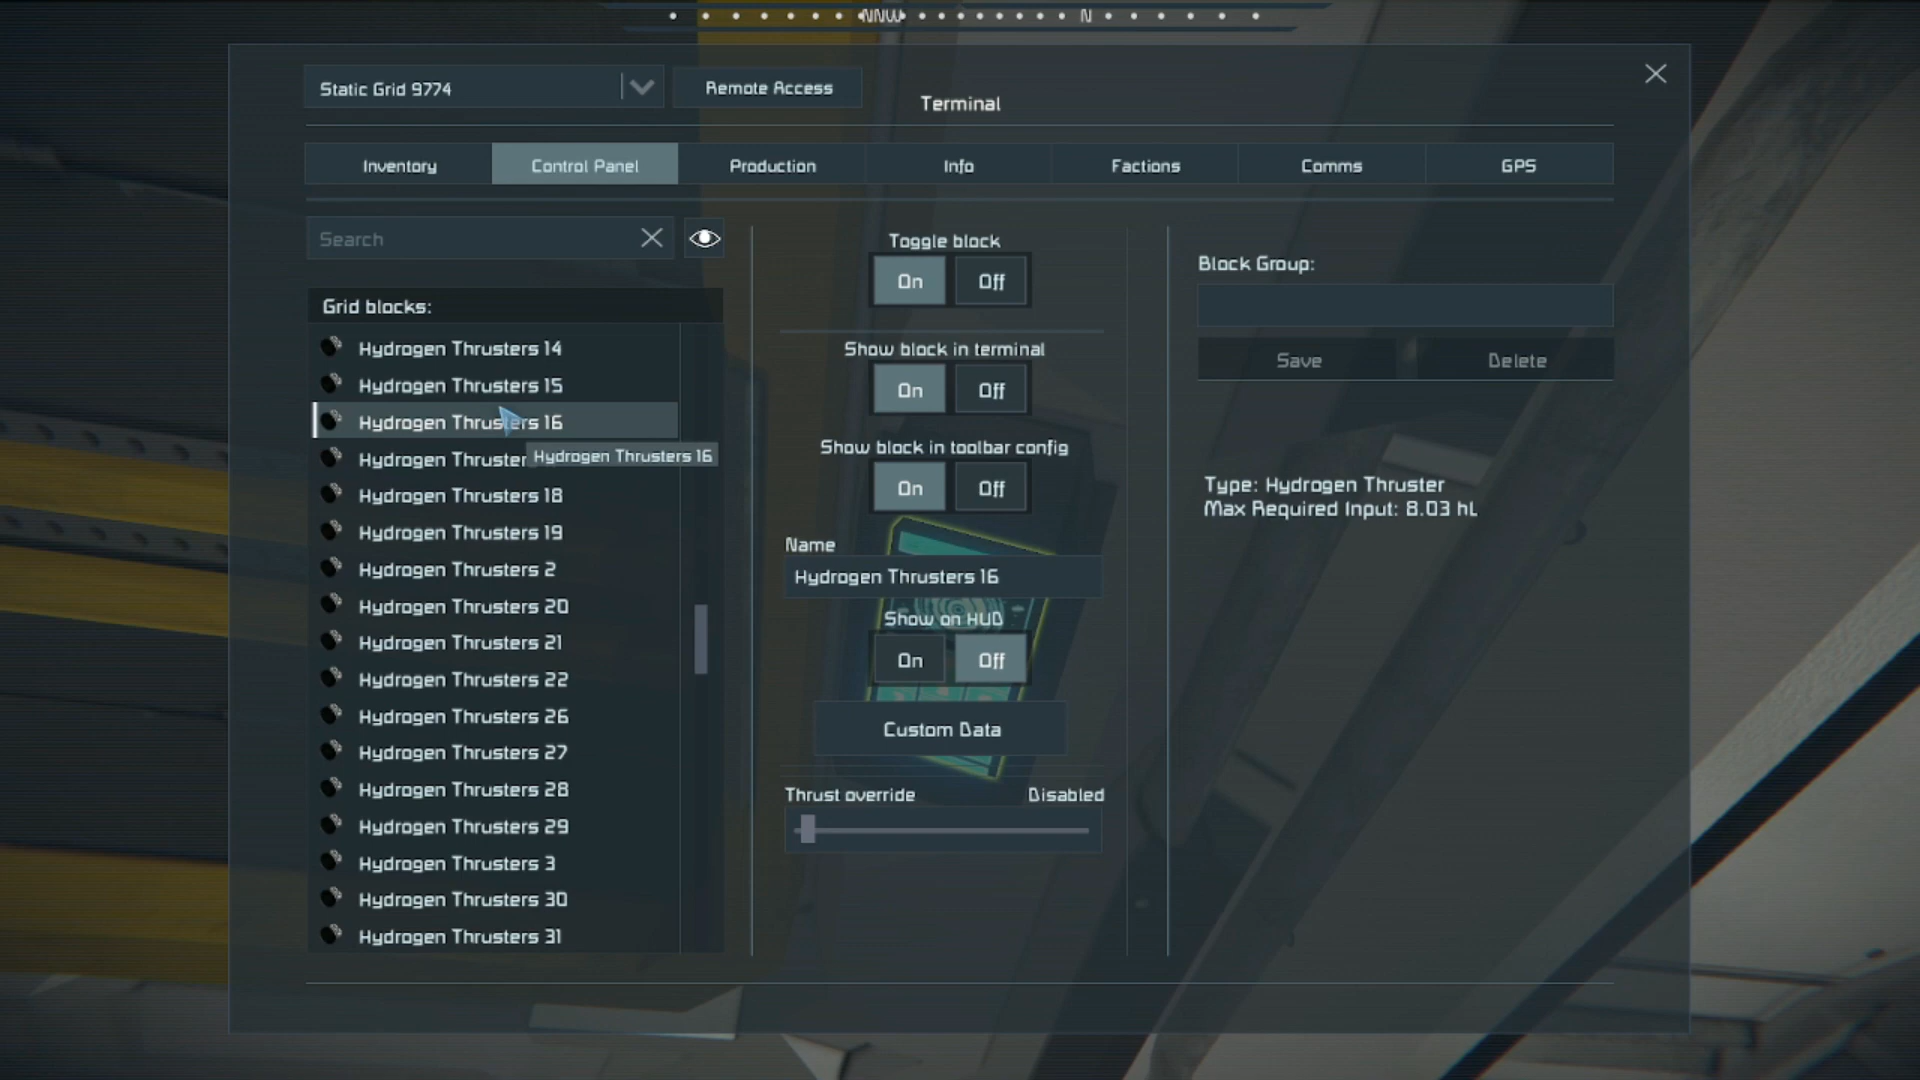 NNW N
Static Grid 9774
Remote Access
Terminal
Inventory
Control Panel
Production
Info
Factions
Comms
GPS
Search
Grid blocks:
Hydrogen Thrusters 14
Hydrogen Thrusters 15
Hydrogen Thrusters 16
Hydrogen Thruster
Hydrogen Thrusters 16
Hydrogen Thrusters 18
Hydrogen Thrusters 19
Hydrogen Thrusters 2
Hydrogen Thrusters 20
Hydrogen Thrusters 21
Hydrogen Thrusters 22
Hydrogen Thrusters 26
Hydrogen Thrusters 27
Hydrogen Thrusters 28
Hydrogen Thrusters 29
Hydrogen Thrusters 3
Hydrogen Thrusters 30
Hydrogen Thrusters 31
Toggle block
On Off
Show block in terminal
On Off
Show block in toolbar config
On Off
Name
Hydrogen Thrusters 16
Show on HUD
On Off
Custom Data
Thrust override Disabled
Block Group:
Save Delete
Type: Hydrogen Thruster
Max Required Input: 8.03 hL